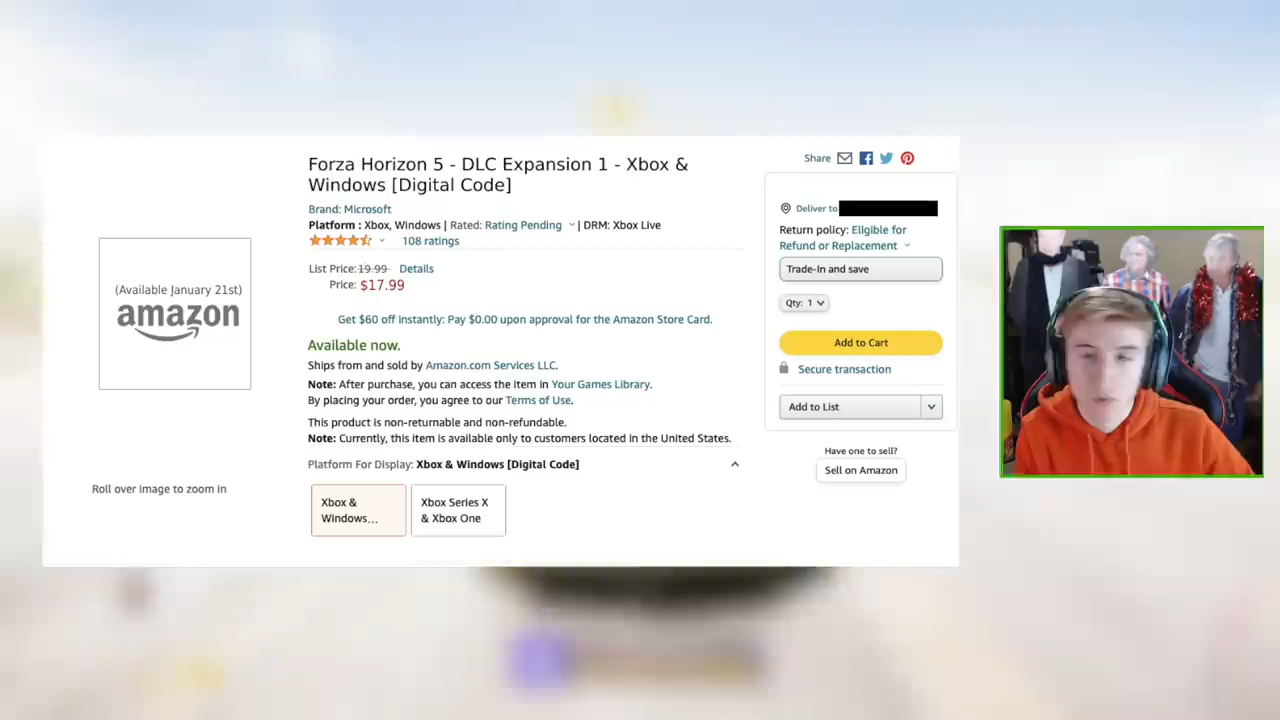 Forza Horizon 5 - DLC Expansion 1 - Xbox &
Windows [Digital Code]
Brand: Microsoft
Platform : Xbox, Windows | Rated: Rating Pending | DRM: Xbox Live
108 ratings
List Price: 19.99 Details
Price: $17.99
Get $60 off instantly: Pay $0.00 upon approval for the Amazon Store Card.
Available now.
Ships from and sold by Amazon.com Services LLC.
Note: After purchase, you can access the item in Your Games Library.
By placing your order, you agree to our Terms of Use.
This product is non-returnable and non-refundable.
Note: Currently, this item is available only to customers located in the United States.
Platform For Display: Xbox & Windows [Digital Code]
Xbox &
Windows...
Xbox Series X
& Xbox One
(Available January 21st)
amazon
Roll over image to zoom in
Share
Deliver to
Return policy: Eligible for
Refund or Replacement
Trade-In and save
Qty: 1
Add to Cart
Secure transaction
Add to List
Have one to sell?
Sell on Amazon